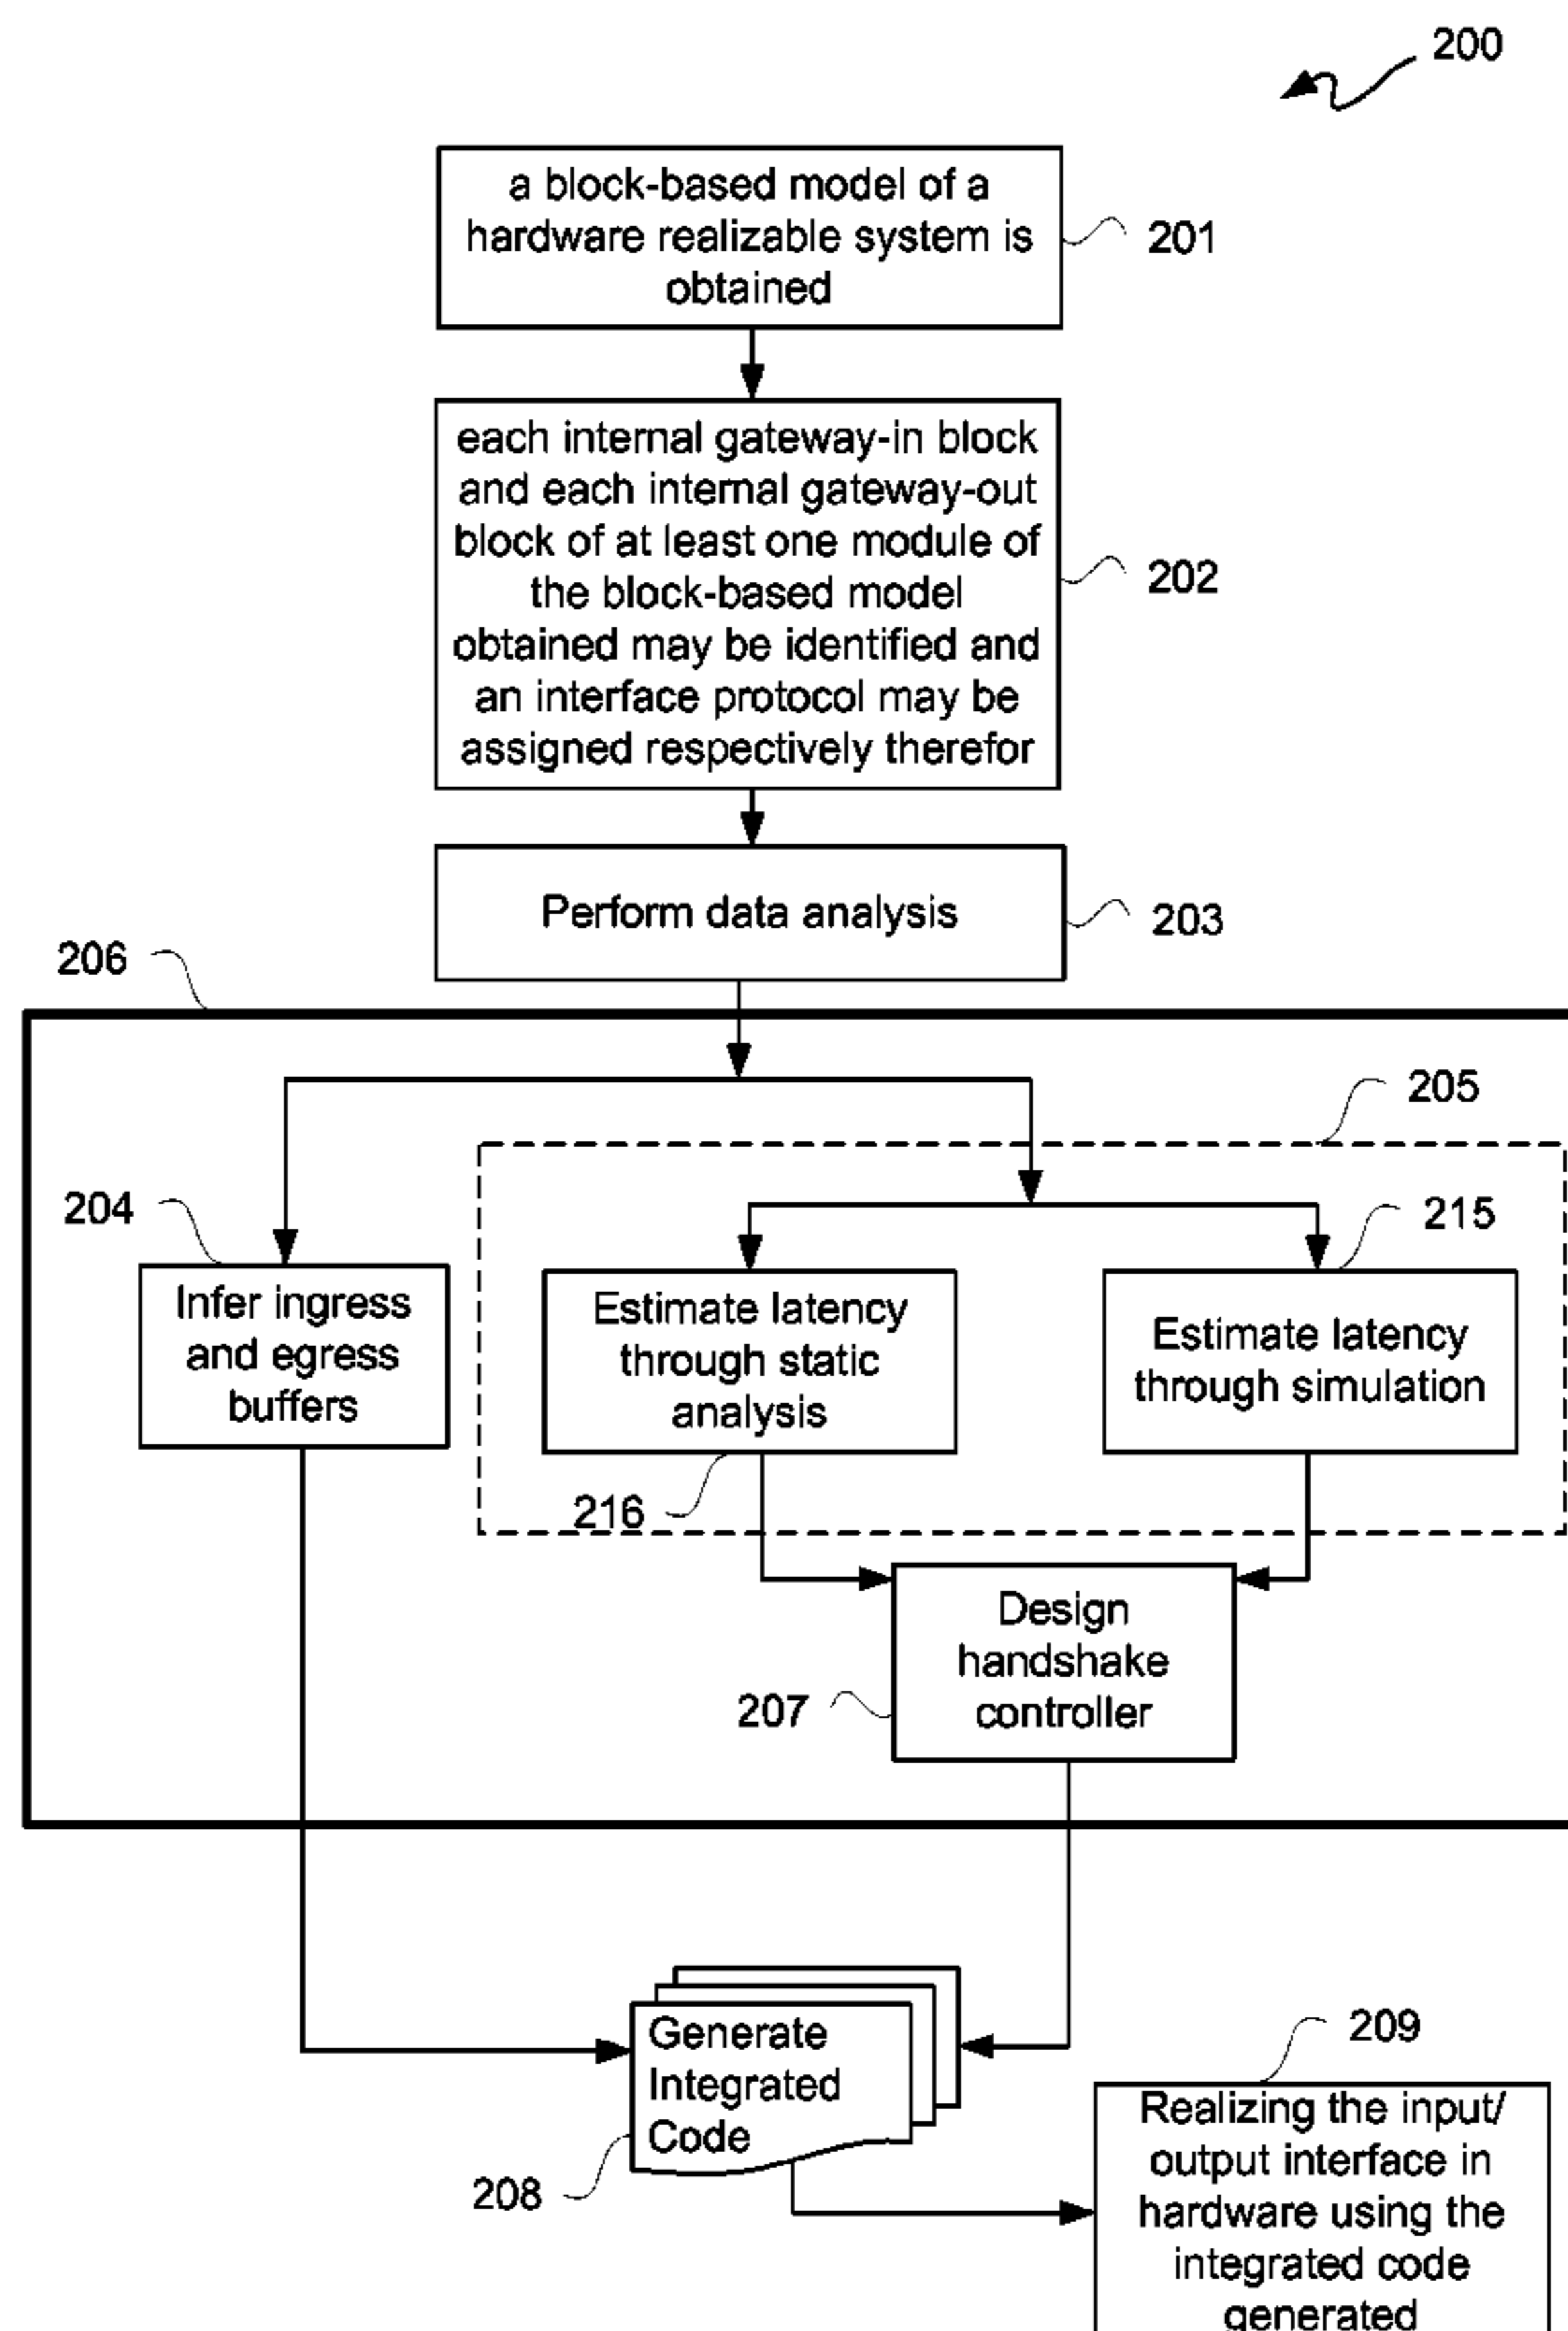 200
a block-based model of a
hardware realizable system is
obtained
201
each internal gateway-in block
and each internal gateway-out
block of at least one module of
the block-based model
obtained may be identified and
an interface protocol may be
assigned respectively therefor
202
Perform data analysis
203
206
205
204
215
Infer ingress
and egress
buffers
Estimate latency
through static
analysis
Estimate latency
through simulation
216
Design
handshake
controller
207
Generate
Integrated
Code
208
209
Realizing the input/
output interface in
hardware using the
integrated code
generated